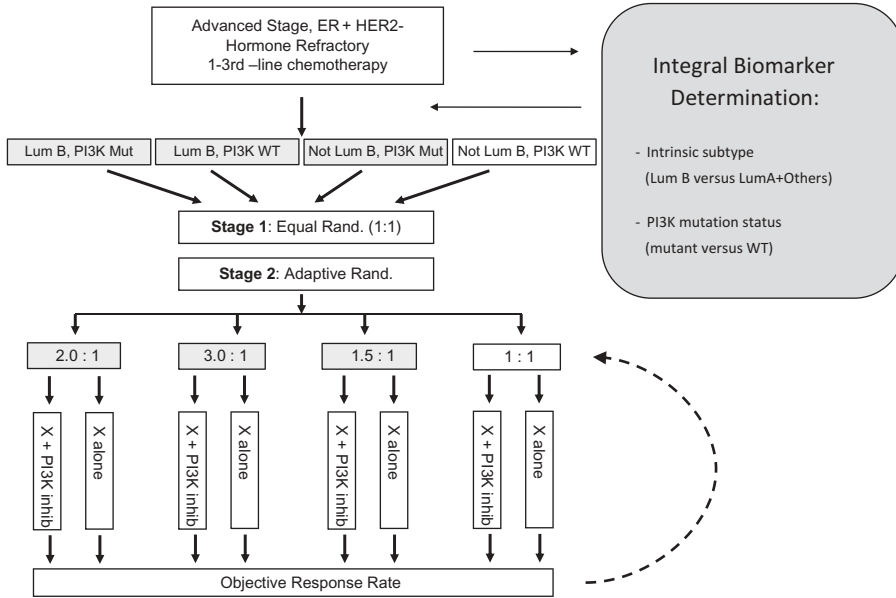 Advanced Stage, ER + HER2-
Hormone Refractory
1-3rd –line chemotherapy
Integral Biomarker
Determination:
- Intrinsic subtype
(Lum B versus LumA+Others)
- PI3K mutation status
(mutant versus WT)
Lum B, PI3K Mut
Lum B, PI3K WT
Not Lum B, PI3K Mut
Not Lum B, PI3K WT
Stage 1: Equal Rand. (1:1)
Stage 2: Adaptive Rand.
2.0 : 1
3.0 : 1
1.5 : 1
1 : 1
X + PI3K inhib
X alone
X + PI3K inhib
X alone
X + PI3K inhib
X alone
X + PI3K inhib
X alone
Objective Response Rate